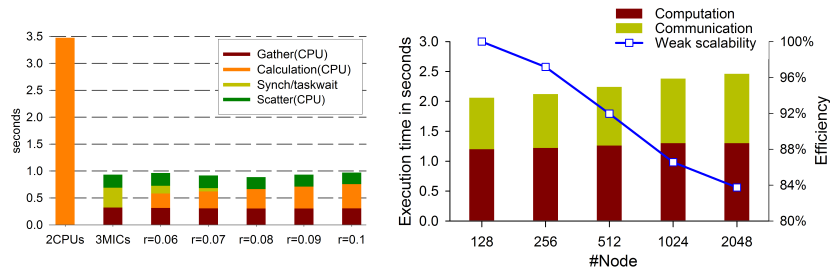 Gather(CPU)
Calculation(CPU)
Synch/taskwait
Scatter(CPU)
seconds
3.5
3.0
2.5
2.0
1.5
1.0
0.5
0.0
2CPUs 3MICs r=0.06 r=0.07 r=0.08 r=0.09 r=0.1
Computation
Communication
Weak scalability
Execution time in seconds
3.0
2.5
2.0
1.5
1.0
0.5
0.0
100%
96%
92%
88%
84%
80%
Efficiency
128 256 512 1024 2048
#Node